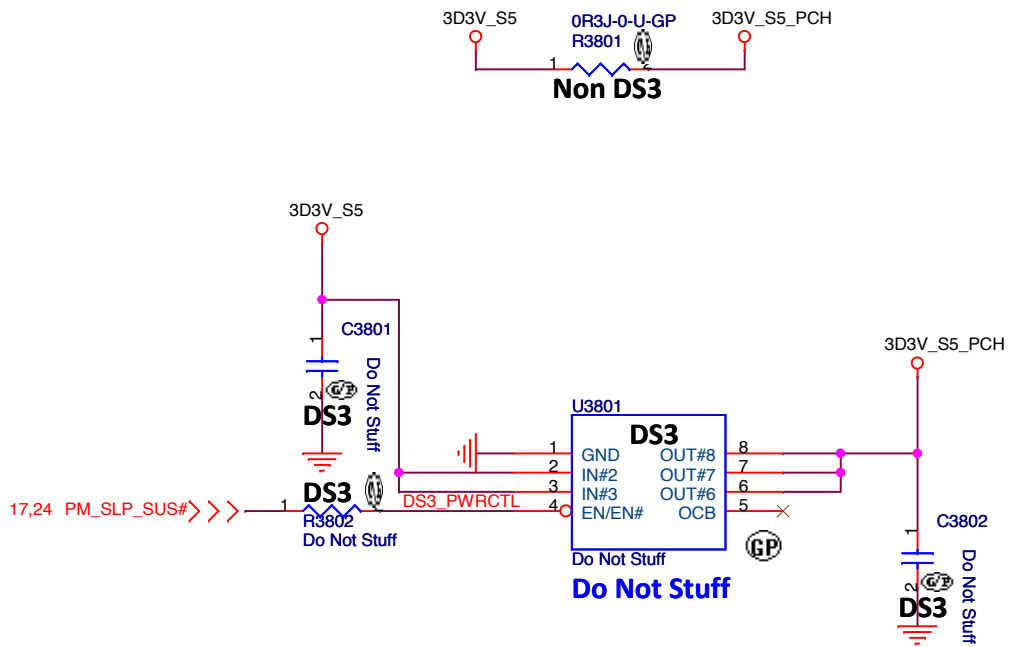 3D3V_S5
0R3J-0-U-GP
3D3V_S5_PCH
R3801
1
2
Non DS3
3D3V_S5
C3801
1
Do Not Stuff
2
G/P
DS3
3D3V_S5_PCH
U3801
DS3
1 GND OUT#8 8
2 IN#2 OUT#7 7
3 IN#3 OUT#6 6
4 EN/EN# OCB 5
DS3_PWRCTL
17,24 PM_SLP_SUS#
1
DS3
R3802
Do Not Stuff
GP
Do Not Stuff
Do Not Stuff
C3802
1
Do Not Stuff
2
G/P
DS3